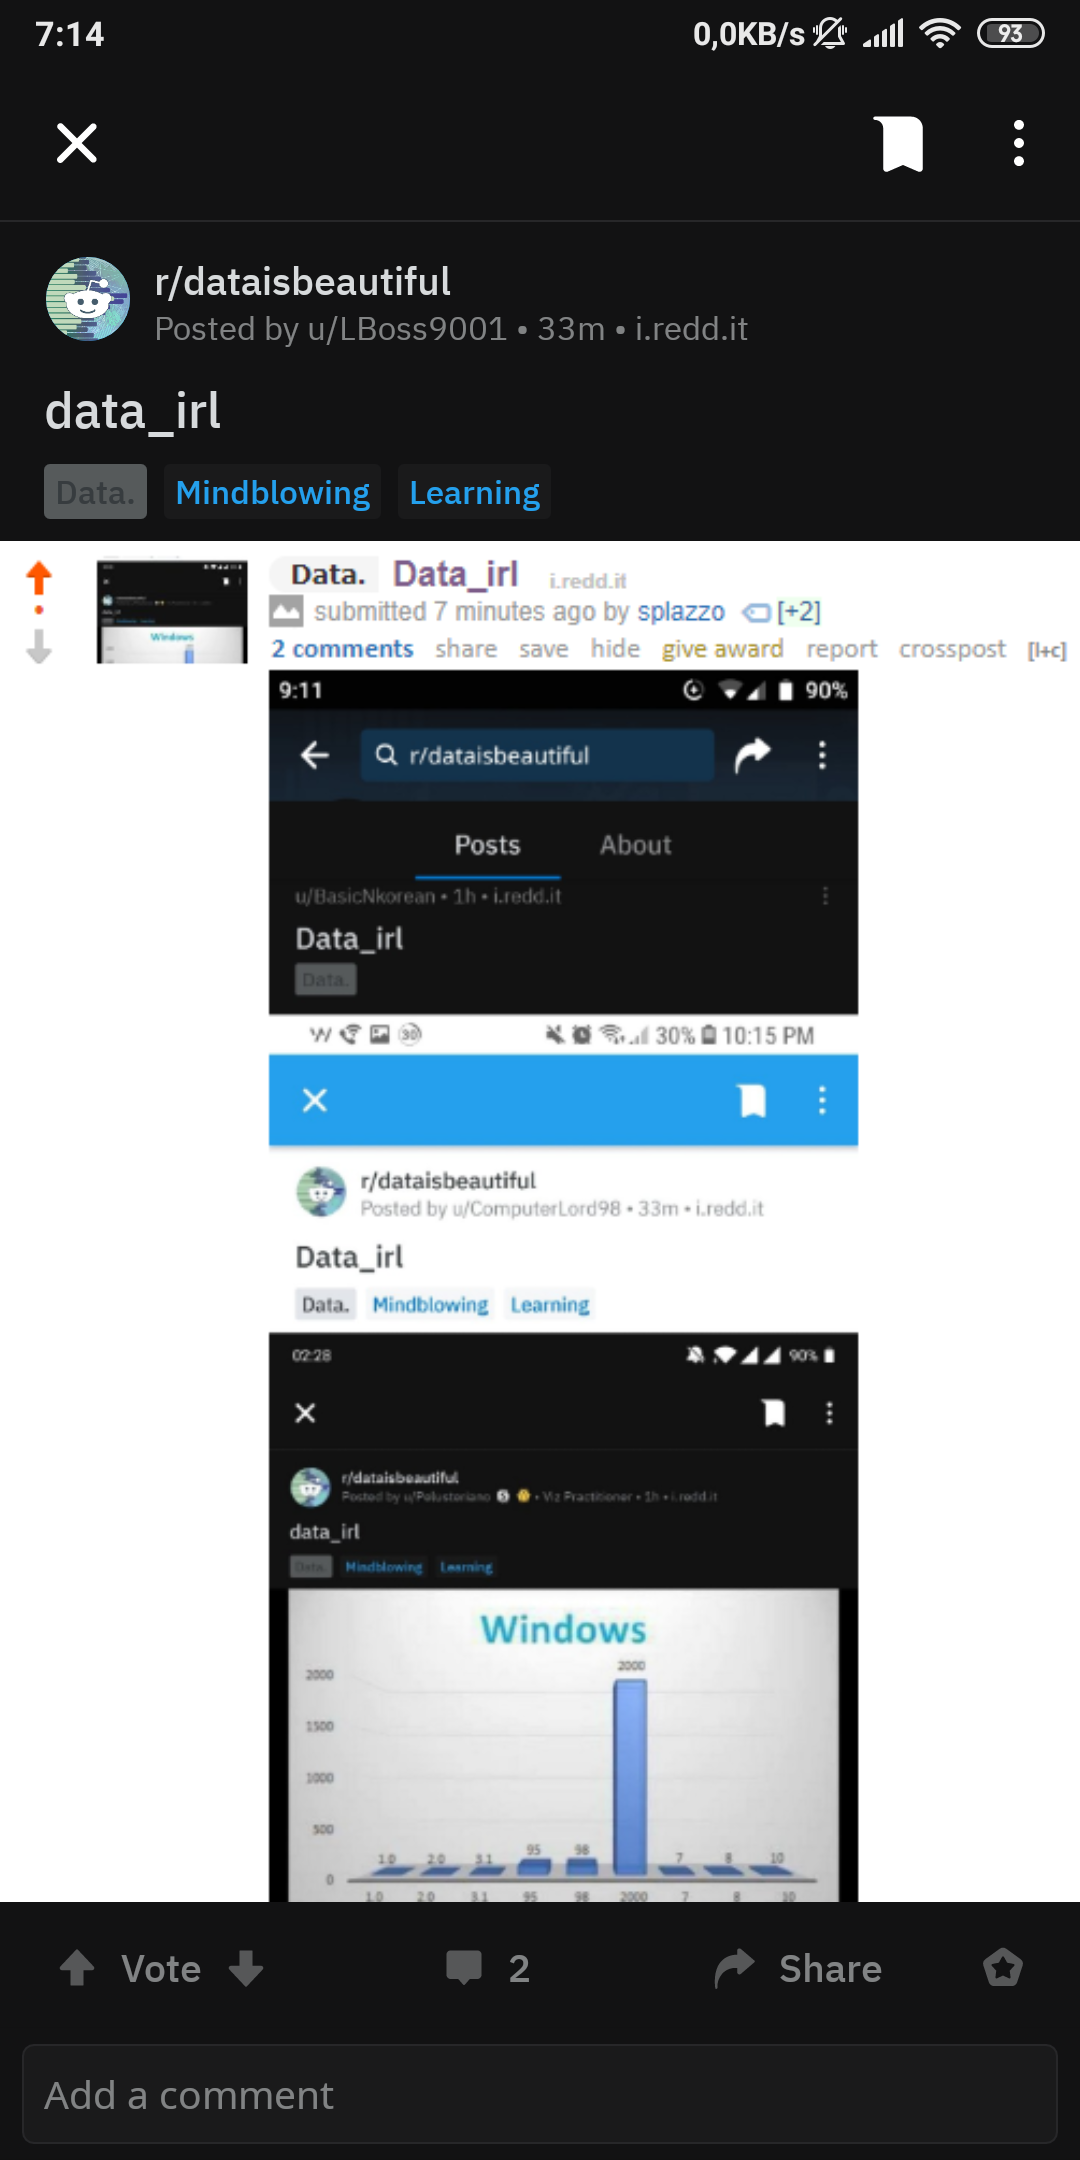 7:14 0,0KB/s 93
r/dataisbeautiful
Posted by u/LBoss9001 • 33m • i.redd.it
data_irl
Data. Mindblowing Learning
Data. Data_irl i.redd.it
submitted 7 minutes ago by splazzo [+2]
2 comments share save hide give award report crosspost [l+c]
9:11 90%
r/dataisbeautiful
Posts About
u/BasicNkorean • 1h • i.redd.it
Data_irl
Data.
30 30% 10:15 PM
r/dataisbeautiful
Posted by u/ComputerLord98 • 33m • i.redd.it
Data_irl
Data. Mindblowing Learning
02:28 90%
r/dataisbeautiful
Posted by u/Palusteriano • Viz Practitioner • 1h • i.redd.it
data_irl
Data. Mindblowing Learning
Windows
2000
2000
1500
1000
500
0
1.0 2.0 3.1 95 98 7 8 10
1.0 2.0 3.1 95 98 2000 7 8 10
Vote 2 Share
Add a comment